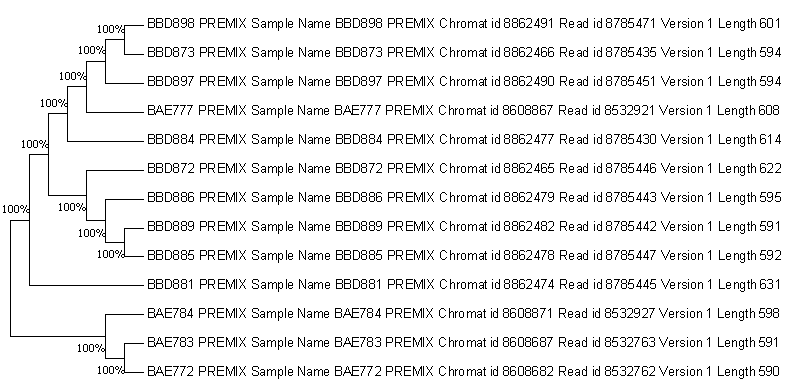 100% BBD898 PREMIX Sample Name BBD898 PREMIX Chromat id 8862491 Read id 8785471 Version 1 Length 601
100% BBD873 PREMIX Sample Name BBD873 PREMIX Chromat id 8862466 Read id 8785435 Version 1 Length 594
100% BBD897 PREMIX Sample Name BBD897 PREMIX Chromat id 8862490 Read id 8785451 Version 1 Length 594
100% BAE777 PREMIX Sample Name BAE777 PREMIX Chromat id 8608867 Read id 8532921 Version 1 Length 608
100% BBD884 PREMIX Sample Name BBD884 PREMIX Chromat id 8862477 Read id 8785430 Version 1 Length 614
BBD872 PREMIX Sample Name BBD872 PREMIX Chromat id 8862465 Read id 8785446 Version 1 Length 622
100% 100% BBD886 PREMIX Sample Name BBD886 PREMIX Chromat id 8862479 Read id 8785443 Version 1 Length 595
100% BBD889 PREMIX Sample Name BBD889 PREMIX Chromat id 8862482 Read id 8785442 Version 1 Length 591
100% BBD885 PREMIX Sample Name BBD885 PREMIX Chromat id 8862478 Read id 8785447 Version 1 Length 592
BBD881 PREMIX Sample Name BBD881 PREMIX Chromat id 8862474 Read id 8785445 Version 1 Length 631
BAE784 PREMIX Sample Name BAE784 PREMIX Chromat id 8608871 Read id 8532927 Version 1 Length 598
100% BAE783 PREMIX Sample Name BAE783 PREMIX Chromat id 8608687 Read id 8532763 Version 1 Length 591
100% BAE772 PREMIX Sample Name BAE772 PREMIX Chromat id 8608682 Read id 8532762 Version 1 Length 590